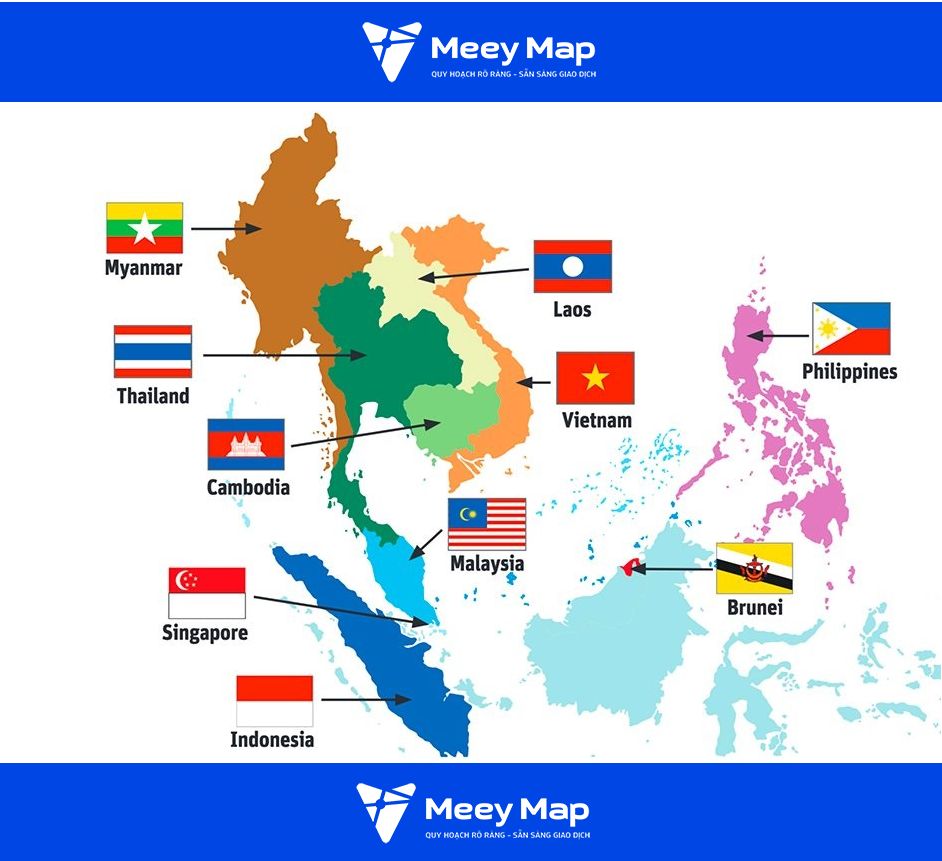 Meey Map
QUY HOẠCH RÕ RÀNG - SẴN SÀNG GIAO DỊCH
Myanmar
Laos
Philippines
Thailand
Vietnam
Cambodia
Malaysia
Brunei
Singapore
Indonesia
Meey Map
QUY HOẠCH RÕ RÀNG - SẴN SÀNG GIAO DỊCH